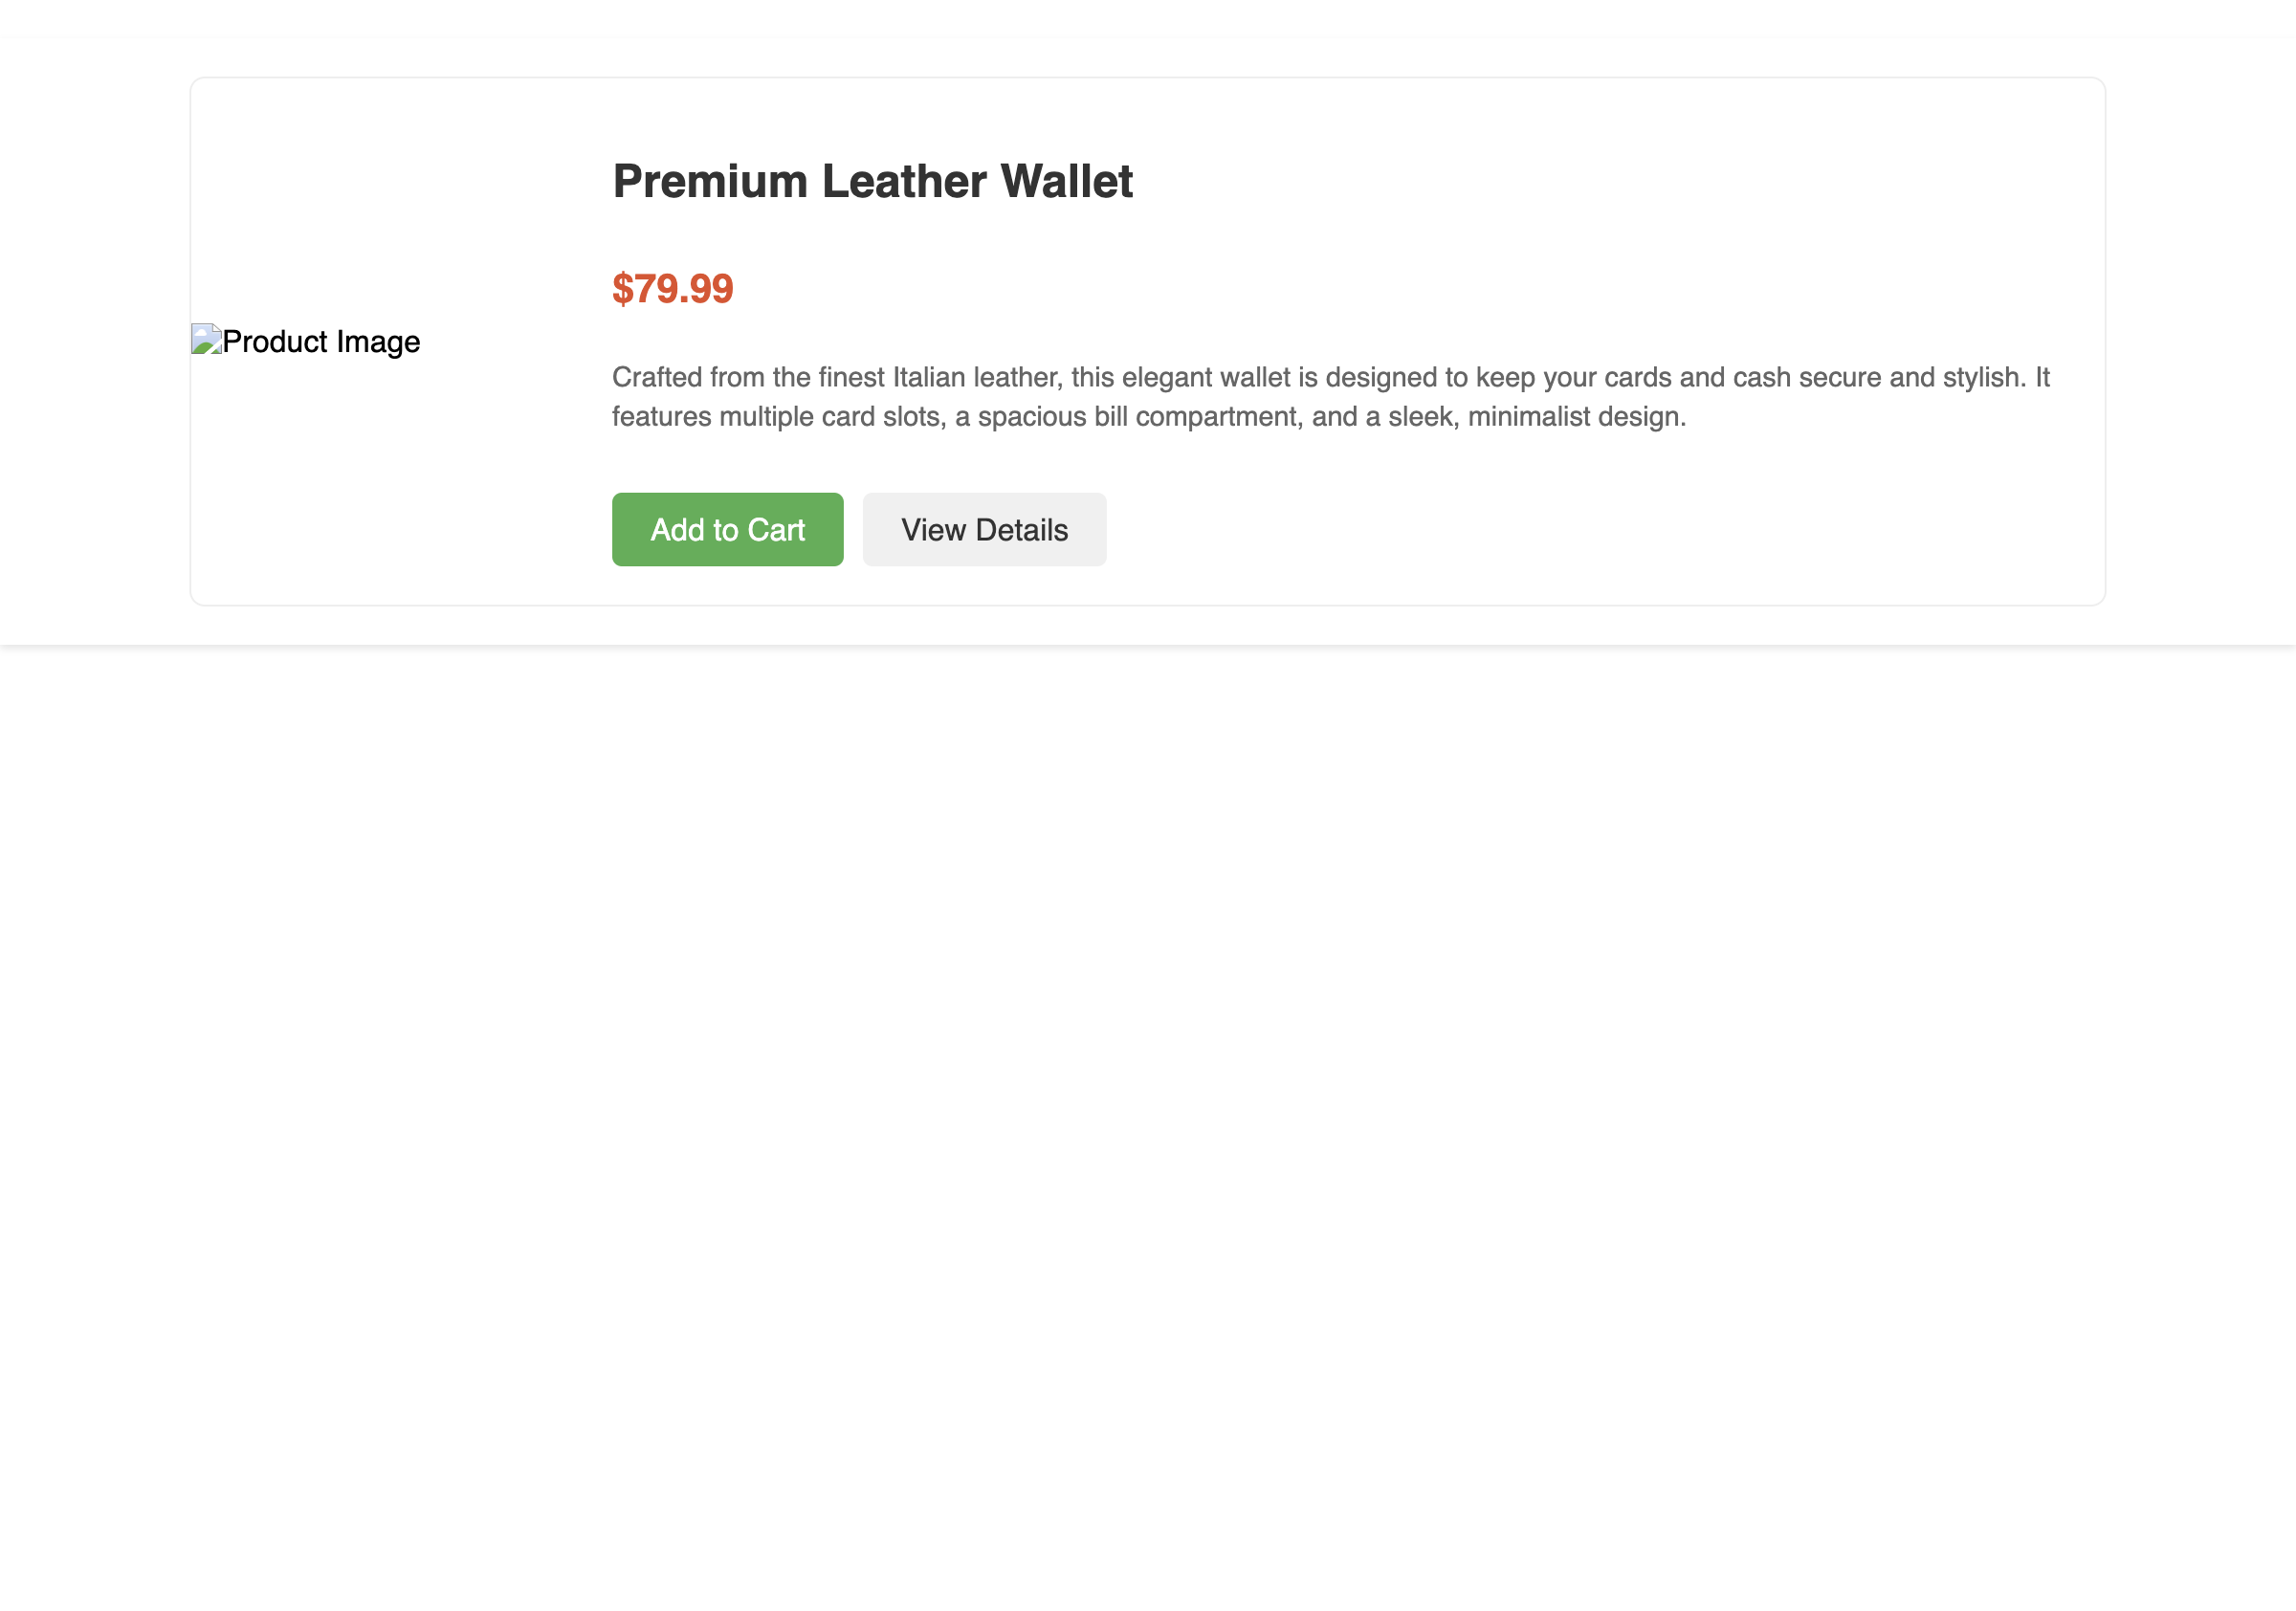 Premium Leather Wallet
$79.99
Product Image
Crafted from the finest Italian leather, this elegant wallet is designed to keep your cards and cash secure and stylish. It
features multiple card slots, a spacious bill compartment, and a sleek, minimalist design.
Add to Cart
View Details